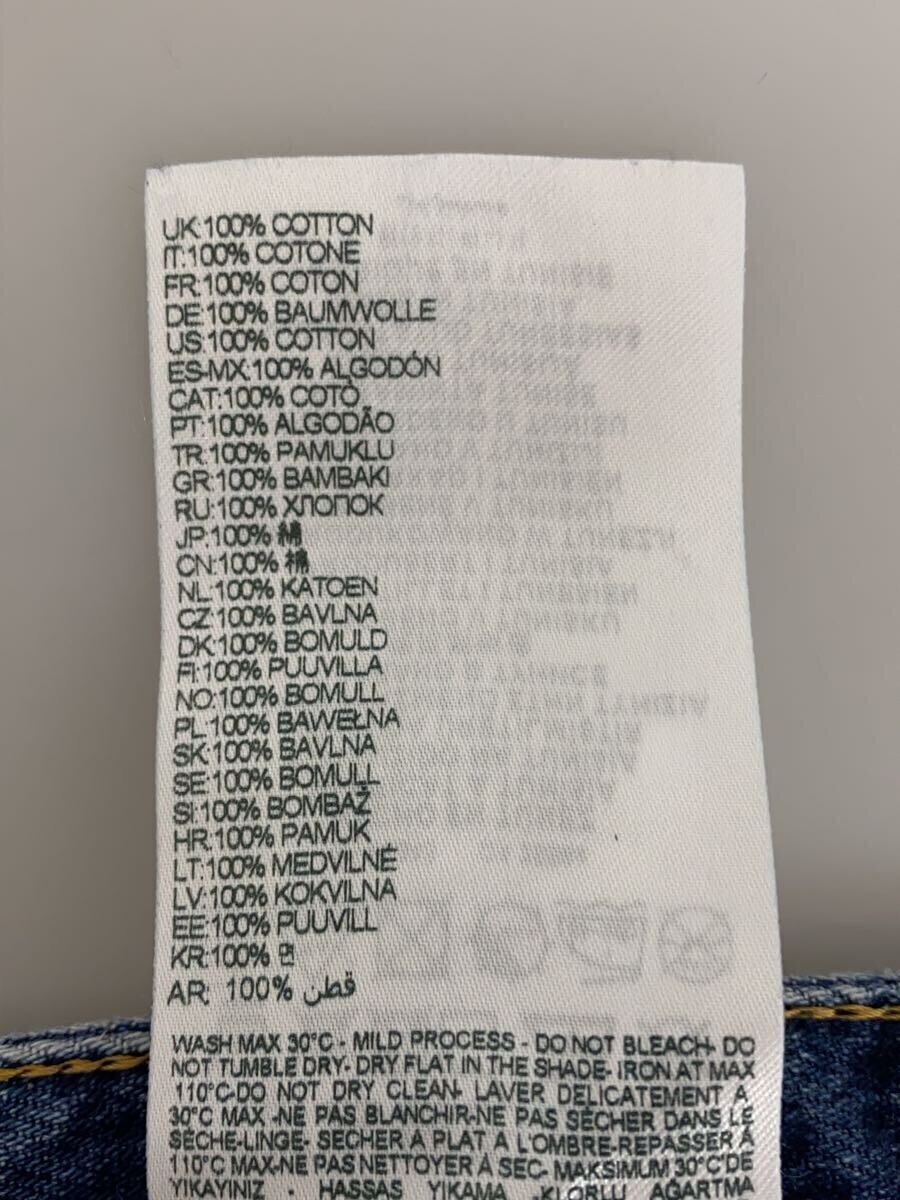 UK:100% COTTON
IT:100% COTONE
FR:100% COTON
DE:100% BAUMWOLLE
US:100% COTTON
ES-MX:100% ALGODÓN
CAT:100% COTÒ
PT:100% ALGODÃO
TR:100% PAMUKLU
GR:100% BAMBAKI
RU:100% ХЛОПОК
JP:100% 綿
CN:100% 棉
NL:100% KATOEN
CZ:100% BAVLNA
DK:100% BOMULD
FI:100% PUUVILLA
NO:100% BOMULL
PL:100% BAWEŁNA
SK:100% BAVLNA
SE:100% BOMULL
SI:100% BOMBAŽ
HR:100% PAMUK
LT:100% MEDVILNĖ
LV:100% KOKVILNA
EE:100% PUUVILL
KR:100% 면
AR: 100% قطن
WASH MAX 30°C - MILD PROCESS - DO NOT BLEACH- DO
NOT TUMBLE DRY- DRY FLAT IN THE SHADE- IRON AT MAX
110°C-DO NOT DRY CLEAN- LAVER DELICATEMENT A
30°C MAX -NE PAS BLANCHIR-NE PAS SÉCHER DANS LE
SÈCHE-LINGE- SÉCHER À PLAT À L'OMBRE-REPASSER À
110°C MAX-NE PAS NETTOYER À SEC- MAKSIMUM 30°C'DE
YIKAYINIZ - HASSAS YIKAMA -KLORLU AĞARTMA